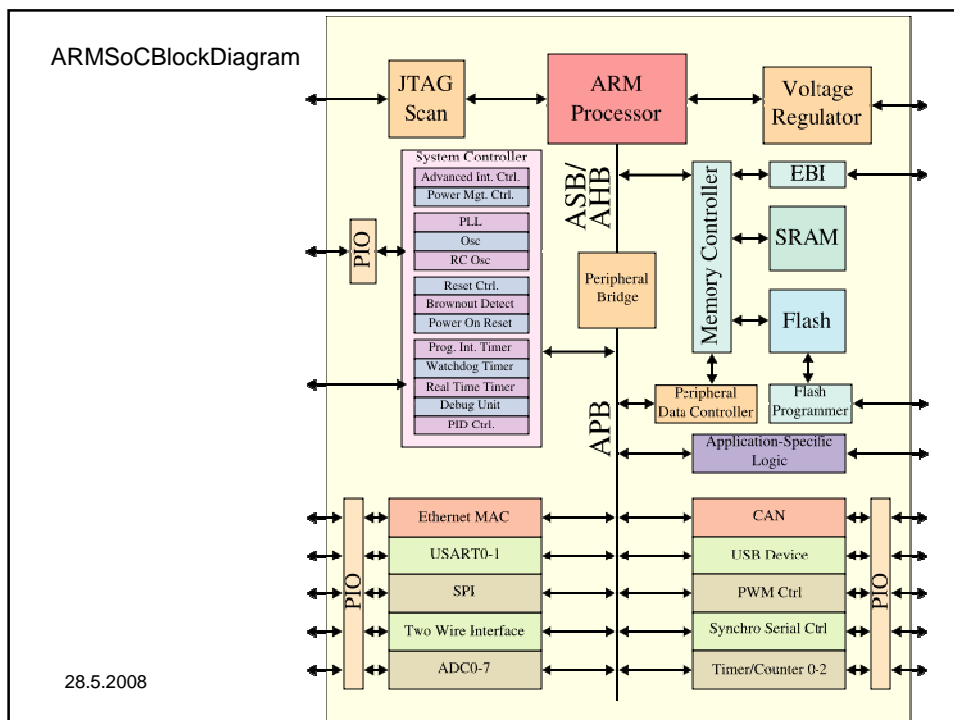 ARMSoCBlockDiagram
JTAG
Scan
ARM
Processor
Voltage
Regulator
System Controller
Advanced Int. Ctrl.
Power Mgt. Ctrl.
PLL
Osc
RC Osc
Reset Ctrl.
Brownout Detect
Power On Reset
Prog. Int. Timer
Watchdog Timer
Real Time Timer
Debug Unit
PID Ctrl.
PIO
ASB/
AHB
Peripheral
Bridge
APB
Memory Controller
EBI
SRAM
Flash
Peripheral
Data Controller
Flash
Programmer
Application-Specific
Logic
PIO
Ethernet MAC
USART0-1
SPI
Two Wire Interface
ADC0-7
CAN
USB Device
PWM Ctrl
Synchro Serial Ctrl
Timer/Counter 0-2
PIO
28.5.2008